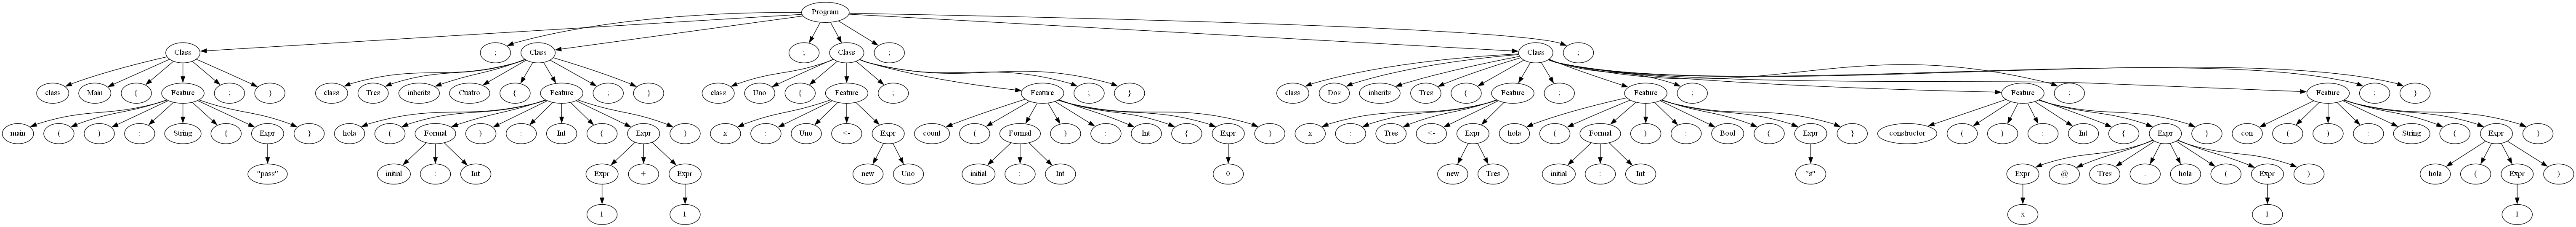 Program
Class ; Class ; Class ; Class ;
class Main { Feature ; } class Tres inherits Cuatro { Feature ; } class Uno { Feature ; Feature ; } class Dos inherits Tres { Feature ; Feature ; Feature ; Feature ; }
main ( ) : String { Expr } hola ( Formal ) : Int { Expr } x : Uno <- Expr count ( Formal ) : Int { Expr } x : Tres <- Expr hola ( Formal ) : Bool { Expr } constructor ( ) : Int { Expr } con ( ) : String { Expr }
"pass" initial : Int Expr + Expr new Uno initial : Int 0 new Tres initial : Int "s" Expr @ Tres . hola ( Expr ) hola ( Expr )
1 1 x 1 1